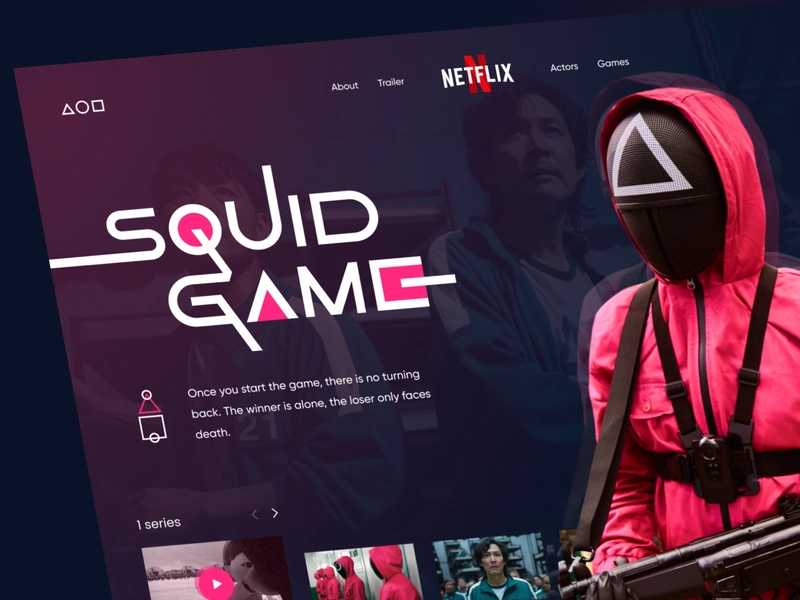 About Trailer NETFLIX Actors Games
SQUID
GAME
Once you start the game, there is no turning
back. The winner is alone, the loser only faces
death.
21
1 series